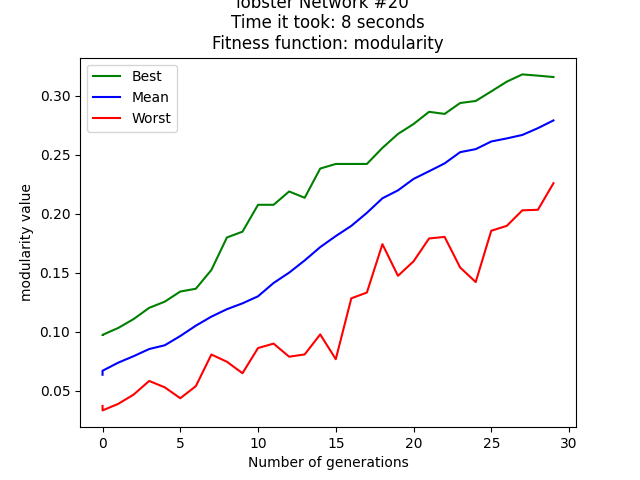 lobster Network #20
Time it took: 8 seconds
Fitness function: modularity
Best
Mean
Worst
modularity value
0.30
0.25
0.20
0.15
0.10
0.05
0 5 10 15 20 25 30
Number of generations